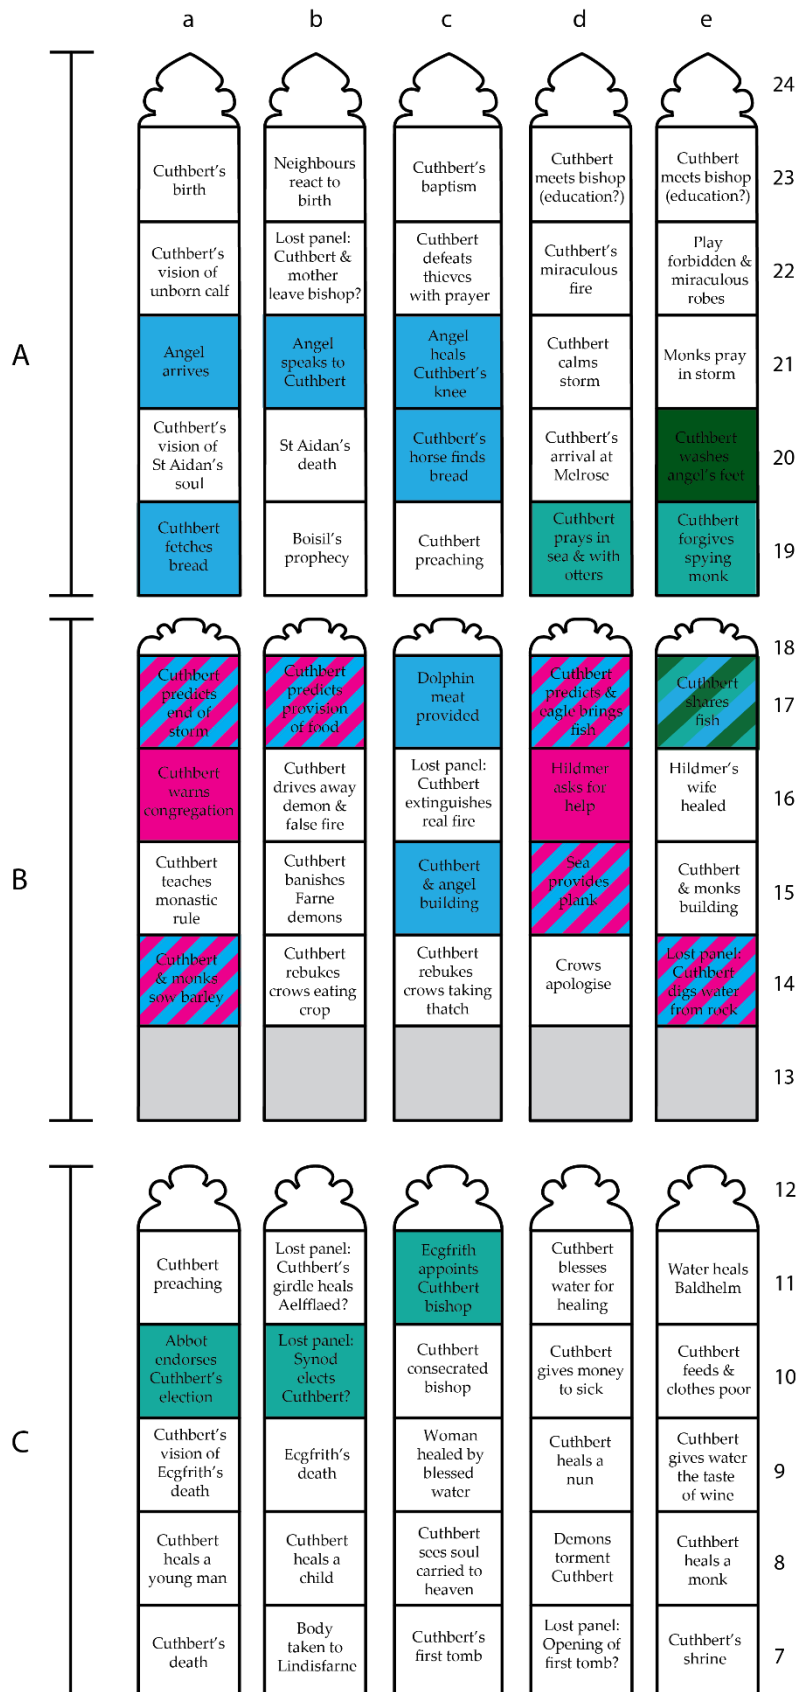 a
b
c
d
e
24
A
Cuthbert's
birth
Neighbours
react to
birth
Cuthbert's
baptism
Cuthbert
meets bishop
(education?)
Cuthbert
meets bishop
(education?)
23
Cuthbert's
vision of
unborn calf
Lost panel:
Cuthbert &
mother
leave bishop?
Cuthbert
defeats
thieves
with prayer
Cuthbert's
miraculous
fire
Play
forbidden &
miraculous
robes
22
Angel
arrives
Angel
speaks to
Cuthbert
Angel
heals
Cuthbert's
knee
Cuthbert
calms
storm
Monks pray
in storm
21
Cuthbert's
vision of
St Aidan's
soul
St Aidan's
death
Cuthbert's
horse finds
bread
Cuthbert's
arrival at
Melrose
Cuthbert
washes
angel's feet
20
Cuthbert
fetches
bread
Boisil's
prophecy
Cuthbert
preaching
Cuthbert
prays in
sea & with
otters
Cuthbert
forgives
spying
monk
19
18
B
Cuthbert
predicts
end of
storm
Cuthbert
predicts
provision
of food
Dolphin
meat
provided
Cuthbert
predicts &
eagle brings
fish
Cuthbert
shares
fish
17
Cuthbert
warns
congregation
Cuthbert
drives away
demon &
false fire
Lost panel:
Cuthbert
extinguishes
real fire
Hildmer
asks for
help
Hildmer's
wife
healed
16
Cuthbert
teaches
monastic
rule
Cuthbert
banishes
Farne
demons
Cuthbert
& angel
building
Sea
provides
plank
Cuthbert
& monks
building
15
Cuthbert
& monks
sow barley
Cuthbert
rebukes
crows eating
crop
Cuthbert
rebukes
crows taking
thatch
Crows
apologise
Lost panel:
Cuthbert
digs water
from rock
14
13
12
C
Cuthbert
preaching
Lost panel:
Cuthbert's
girdle heals
Aelfflaed?
Ecgfrith
appoints
Cuthbert
bishop
Cuthbert
blesses
water for
healing
Water heals
Baldhelm
11
Abbot
endorses
Cuthbert's
election
Lost panel:
Synod
elects
Cuthbert?
Cuthbert
consecrated
bishop
Cuthbert
gives money
to sick
Cuthbert
feeds &
clothes poor
10
Cuthbert's
vision of
Ecgfrith's
death
Ecgfrith's
death
Woman
healed by
blessed
water
Cuthbert
heals a
nun
Cuthbert
gives water
the taste
of wine
9
Cuthbert
heals a
young man
Cuthbert
heals a
child
Cuthbert
sees soul
carried to
heaven
Demons
torment
Cuthbert
Cuthbert
heals a
monk
8
Cuthbert's
death
Body
taken to
Lindisfarne
Cuthbert's
first tomb
Lost panel:
Opening of
first tomb?
Cuthbert's
shrine
7